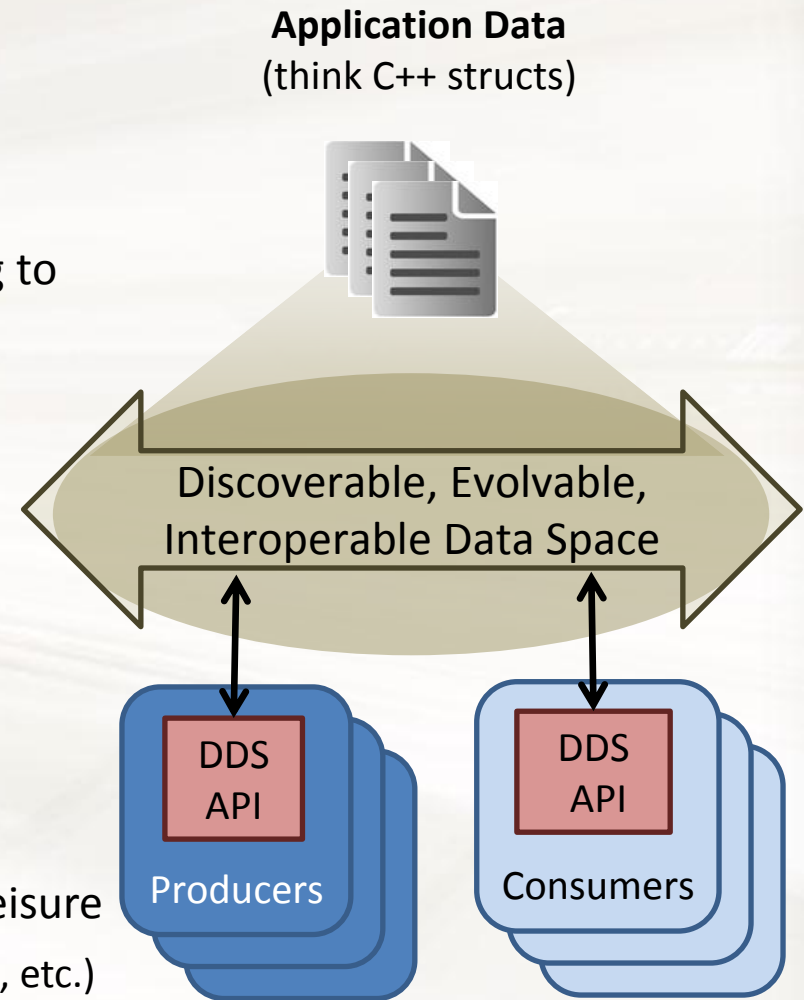 Application Data
(think C++ structs)
g to
Discoverable, Evolvable,
Interoperable Data Space
DDS
API
Producers
DDS
API
Consumers
eisure
, etc.)